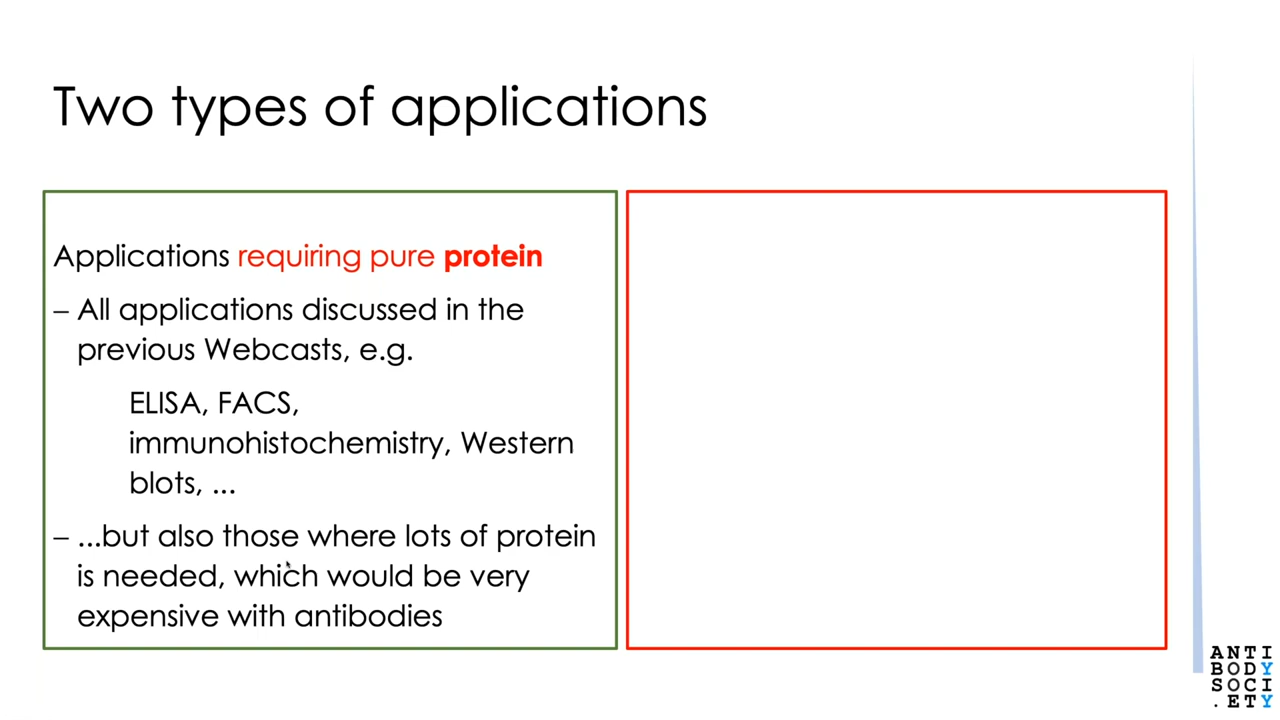 Two types of applications
Applications requiring pure protein
– All applications discussed in the
previous Webcasts, e.g.
ELISA, FACS,
immunohistochemistry, Western
blots, ...
– ...but also those where lots of protein
is needed, which would be very
expensive with antibodies
ANTI
BODY
SOCI
.ETY